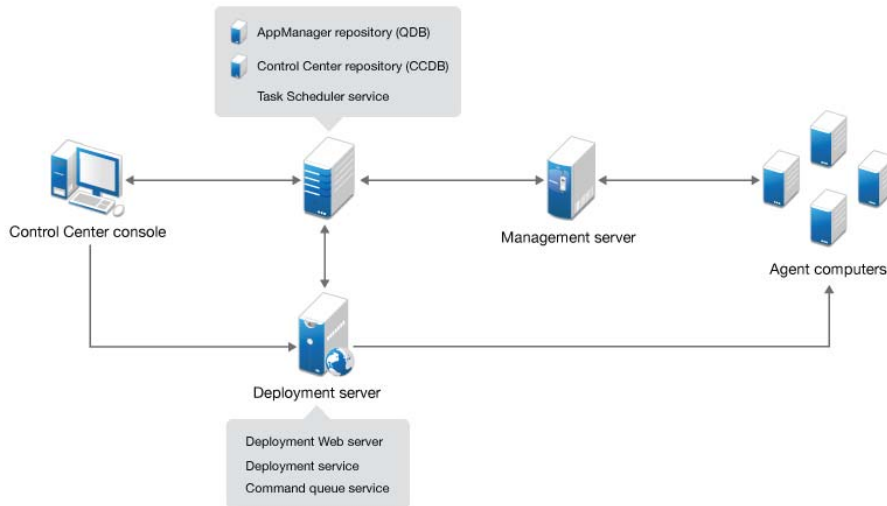 AppManager repository (QDB)
Control Center repository (CCDB)
Task Scheduler service
Control Center console
Management server
Agent computers
Deployment server
Deployment Web server
Deployment service
Command queue service